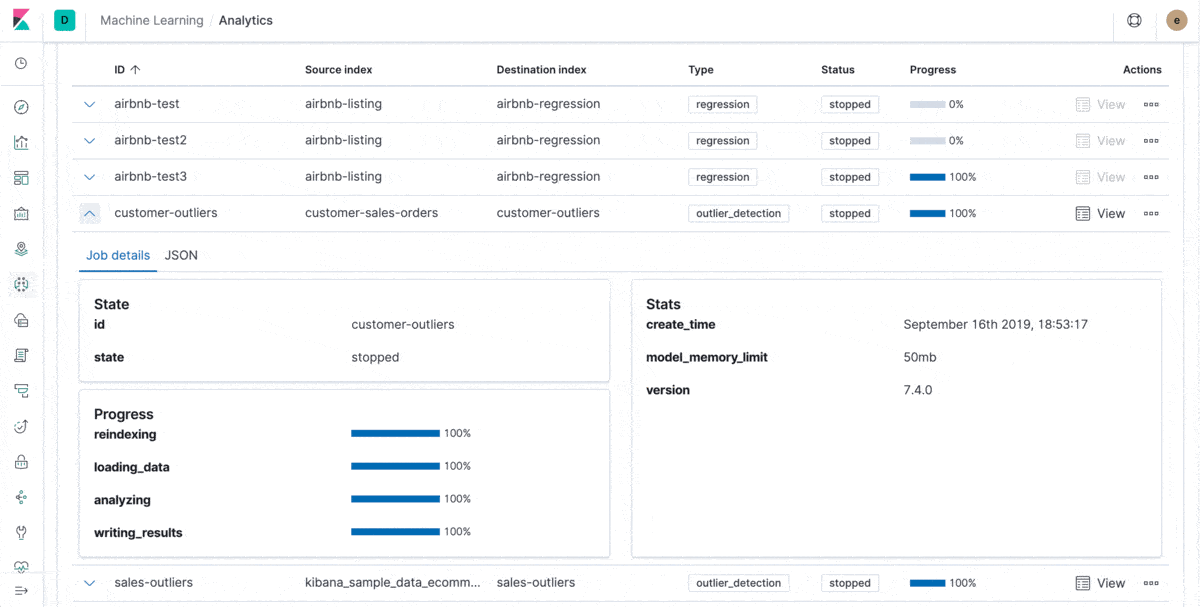 D Machine Learning / Analytics e
ID ↑ Source index Destination index Type Status Progress Actions
airbnb-test airbnb-listing airbnb-regression regression stopped 0% View
airbnb-test2 airbnb-listing airbnb-regression regression stopped 0% View
airbnb-test3 airbnb-listing airbnb-regression regression stopped 100% View
customer-outliers customer-sales-orders customer-outliers outlier_detection stopped 100% View
Job details JSON
State
id customer-outliers
state stopped
Progress
reindexing 100%
loading_data 100%
analyzing 100%
writing_results 100%
Stats
create_time September 16th 2019, 18:53:17
model_memory_limit 50mb
version 7.4.0
sales-outliers kibana_sample_data_ecomm... sales-outliers outlier_detection stopped 100% View